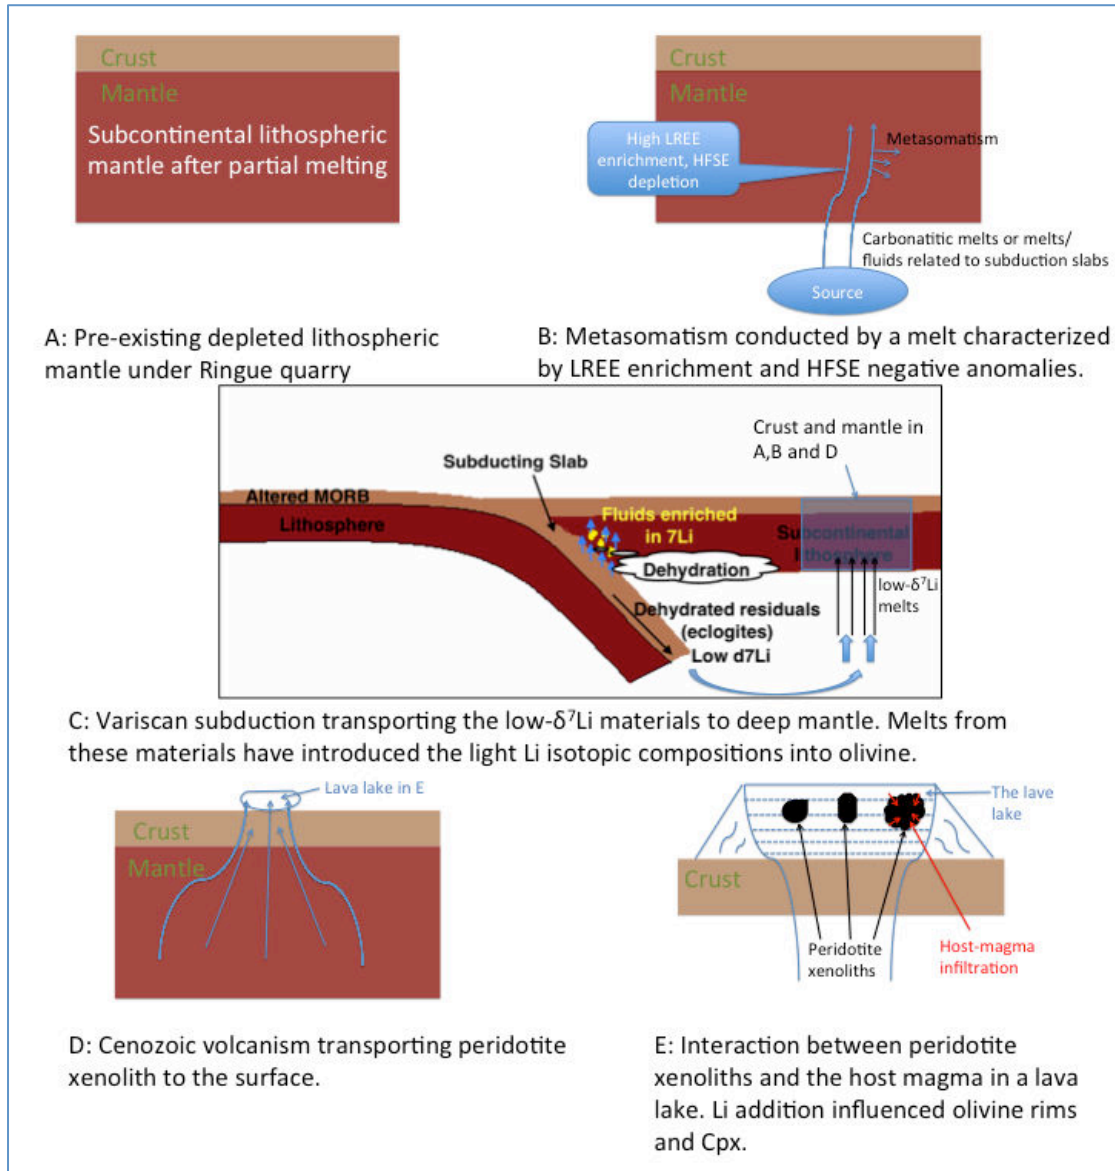 Crust
Mantle
Subcontinental lithospheric
mantle after partial melting
A: Pre-existing depleted lithospheric
mantle under Ringue quarry
Crust
Mantle
High LREE
enrichment, HFSE
depletion
Metasomatism
Carbonatitic melts or melts/
fluids related to subduction slabs
Source
B: Metasomatism conducted by a melt characterized
by LREE enrichment and HFSE negative anomalies.
Crust and mantle in
A,B and D
Subducting Slab
Altered MORB
Lithosphere
Fluids enriched
in 7Li
Subcontinental
lithosphere
Dehydration
low-δ⁷Li
melts
Dehydrated residuals
(eclogites)
Low d7Li
C: Variscan subduction transporting the low-δ⁷Li materials to deep mantle. Melts from
these materials have introduced the light Li isotopic compositions into olivine.
Lava lake in E
Crust
Mantle
D: Cenozoic volcanism transporting peridotite
xenolith to the surface.
The lave
lake
Crust
Peridotite
xenoliths
Host-magma
infiltration
E: Interaction between peridotite
xenoliths and the host magma in a lava
lake. Li addition influenced olivine rims
and Cpx.